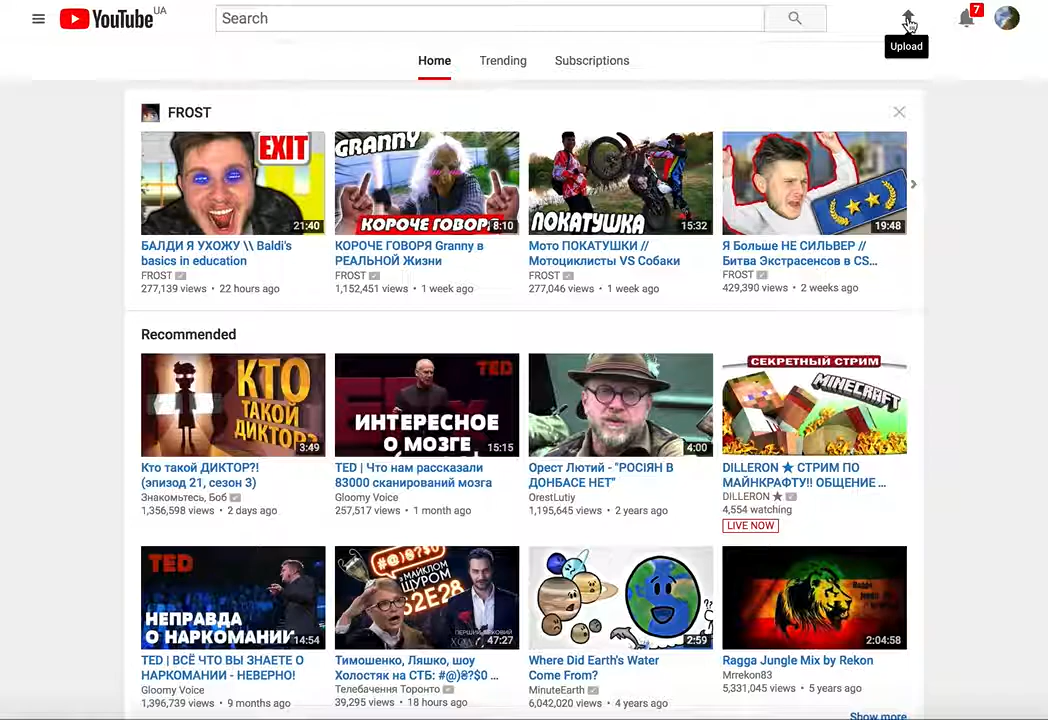 YouTube UA
Search
7
Upload
Home Trending Subscriptions
FROST
EXIT
21:40
GRANNY
КОРОЧЕ ГОВОР
8:10
ПОКАТУШКА
15:32
19:48
БАЛДИ Я УХОЖУ \\ Baldi's
basics in education
FROST
277,139 views • 22 hours ago
КОРОЧЕ ГОВОРЯ Granny в
РЕАЛЬНОЙ Жизни
FROST
1,152,451 views • 1 week ago
Мото ПОКАТУШКИ //
Мотоциклисты VS Собаки
FROST
277,046 views • 1 week ago
Я Больше НЕ СИЛЬВЕР //
Битва Экстрасенсов в CS...
FROST
429,390 views • 2 weeks ago
Recommended
КТО
ТАКОЙ
ДИКТОР?
3:49
TED
ИНТЕРЕСНОЕ
О МОЗГЕ
15:15
4:00
СЕКРЕТНЫЙ СТРИМ
MINECRAFT
Кто такой ДИКТОР?!
(эпизод 21, сезон 3)
Знакомьтесь, Боб
1,356,598 views • 2 days ago
TED | Что нам рассказали
83000 сканирований мозга
Gloomy Voice
257,517 views • 1 month ago
Орест Лютий - "РОСІЯН В
ДОНБАСЕ НЕТ"
OrestLutiy
1,195,645 views • 2 years ago
DILLERON ★ СТРИМ ПО
МАЙНКРАФТУ!! ОБЩЕНИЕ ...
DILLERON ★
4,554 watching
LIVE NOW
TED
НЕПРАВДА
О НАРКОМАНИИ
14:54
#@)₴?$0
З МАЙКЛОМ
ЩУРОМ
S2E28
47:27
2:59
Ragga
Jungle Mix
by Rekon
2:04:58
TED | ВСЁ ЧТО ВЫ ЗНАЕТЕ О
НАРКОМАНИИ - НЕВЕРНО!
Gloomy Voice
1,396,739 views • 9 months ago
Тимошенко, Ляшко, шоу
Холостяк на СТБ: #@)₴?$0 ...
Телебачення Торонто
39,295 views • 18 hours ago
Where Did Earth's Water
Come From?
MinuteEarth
6,042,020 views • 4 years ago
Ragga Jungle Mix by Rekon
Mrrekon83
5,331,045 views • 5 years ago
Show more